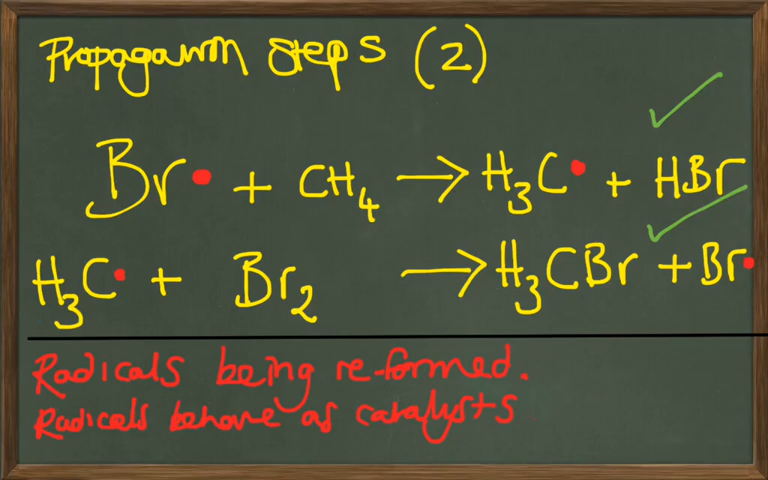 Propagation steps (2)
Br• + CH₄ → H₃C• + HBr
H₃C• + Br₂ → H₃CBr + Br•
Radicals being re-formed.
Radicals behave as catalysts